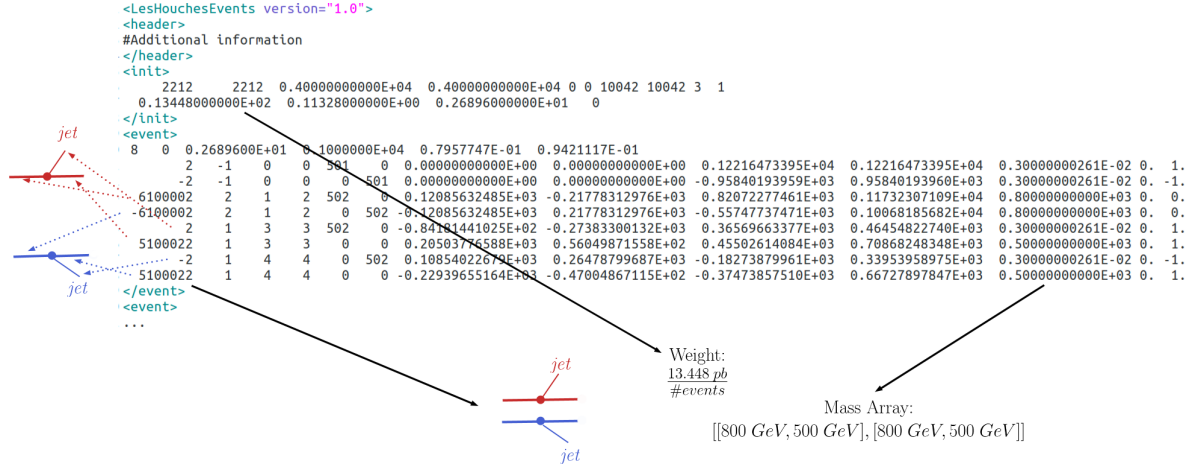 <LesHouchesEvents version="1.0">
<header>
#Additional information
</header>
<init>
2212 2212 0.40000000000E+04 0.40000000000E+04 0 0 10042 10042 3 1
0.13448000000E+02 0.11328000000E+00 0.26896000000E+01 0
</init>
<event>
8 0 0.2689600E+01 0.1000000E+04 0.7957747E-01 0.9421117E-01
2 -1 0 0 501 0 0.00000000000E+00 0.00000000000E+00 0.12216473395E+04 0.12216473395E+04 0.30000000261E-02 0. 1.
-2 -1 0 0 0 501 0.00000000000E+00 0.00000000000E+00 -0.95840193959E+03 0.95840193960E+03 0.30000000261E-02 0. -1.
6100002 2 1 2 502 0 0.12085632485E+03 -0.21778312976E+03 0.82072277461E+03 0.11732307109E+04 0.80000000000E+03 0. 0.
-6100002 2 1 2 0 502 -0.12085632485E+03 0.21778312976E+03 -0.55747737471E+03 0.10068185682E+04 0.80000000000E+03 0. 0.
2 1 3 3 502 0 -0.84181441025E+02 -0.27383300132E+03 0.36569663377E+03 0.46454822740E+03 0.30000000261E-02 0. 1.
5100022 1 3 3 0 0 0.20503776588E+03 0.56049871558E+02 0.45502614084E+03 0.70868248348E+03 0.50000000000E+03 0. 1.
-2 1 4 4 0 502 0.10854022679E+03 0.26478799687E+03 -0.18273879961E+03 0.33953958975E+03 0.30000000261E-02 0. -1.
5100022 1 4 4 0 0 -0.22939655164E+03 -0.47004867115E+02 -0.37473857510E+03 0.66727897847E+03 0.50000000000E+03 0. 1.
</event>
<event>
...
jet
jet
jet
jet
Weight:
13.448 pb
#events
Mass Array:
[[800 GeV, 500 GeV], [800 GeV, 500 GeV]]